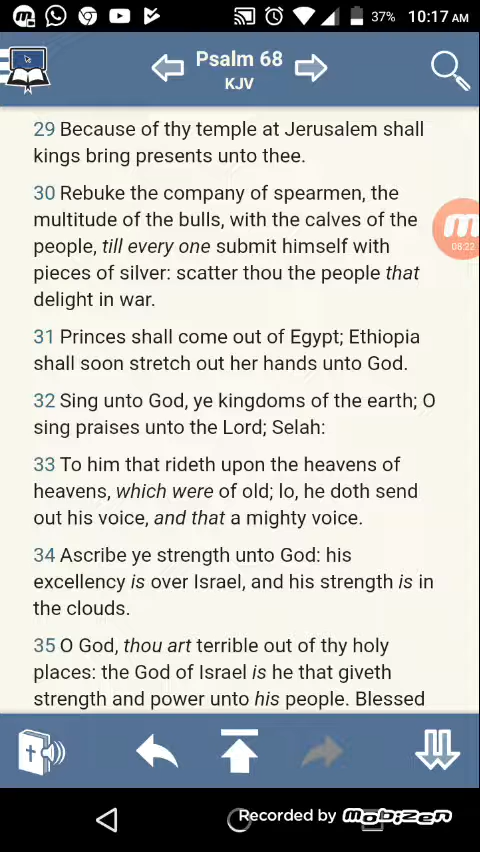 37% 10:17 AM
Psalm 68
KJV
29 Because of thy temple at Jerusalem shall
kings bring presents unto thee.
30 Rebuke the company of spearmen, the
multitude of the bulls, with the calves of the
people, till every one submit himself with
pieces of silver: scatter thou the people that
delight in war.
08:22
31 Princes shall come out of Egypt; Ethiopia
shall soon stretch out her hands unto God.
32 Sing unto God, ye kingdoms of the earth; O
sing praises unto the Lord; Selah:
33 To him that rideth upon the heavens of
heavens, which were of old; lo, he doth send
out his voice, and that a mighty voice.
34 Ascribe ye strength unto God: his
excellency is over Israel, and his strength is in
the clouds.
35 O God, thou art terrible out of thy holy
places: the God of Israel is he that giveth
strength and power unto his people. Blessed
Recorded by Mobizen